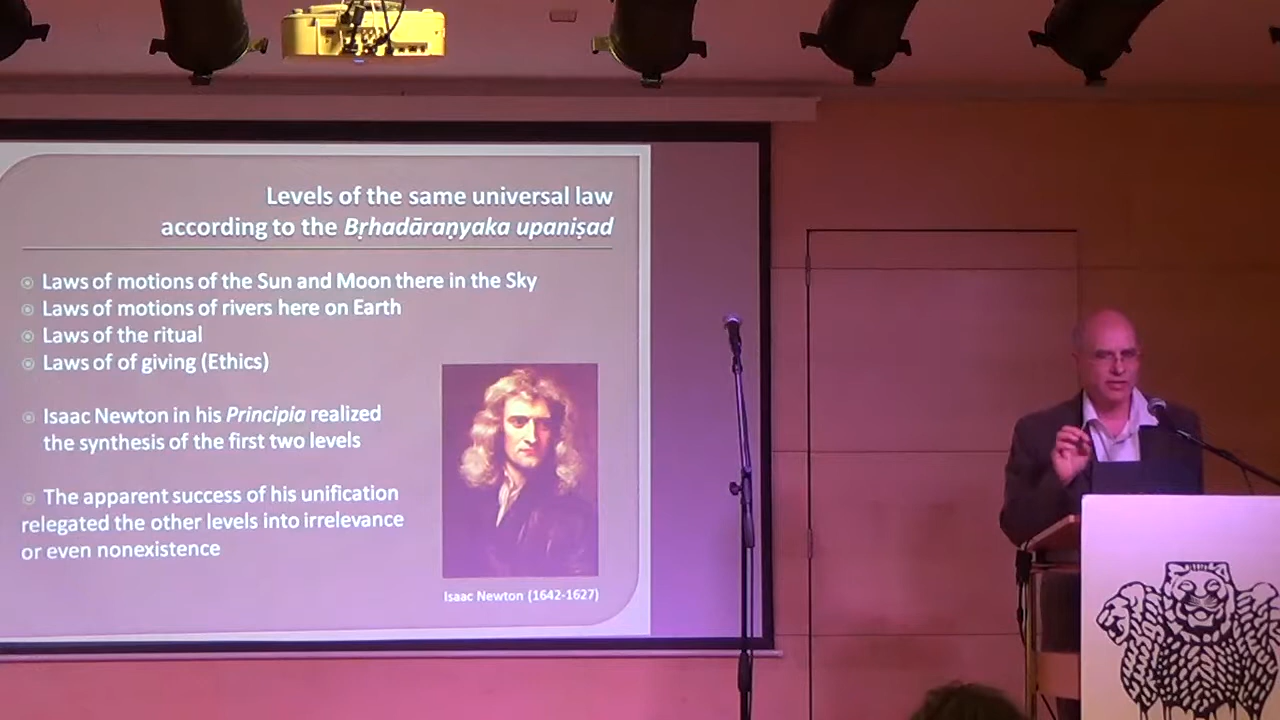 Levels of the same universal law
according to the Bṛhadāraṇyaka upaniṣad
Laws of motions of the Sun and Moon there in the Sky
Laws of motions of rivers here on Earth
Laws of the ritual
Laws of of giving (Ethics)
Isaac Newton in his Principia realized
the synthesis of the first two levels
The apparent success of his unification
relegated the other levels into irrelevance
or even nonexistence
Isaac Newton (1642-1627)